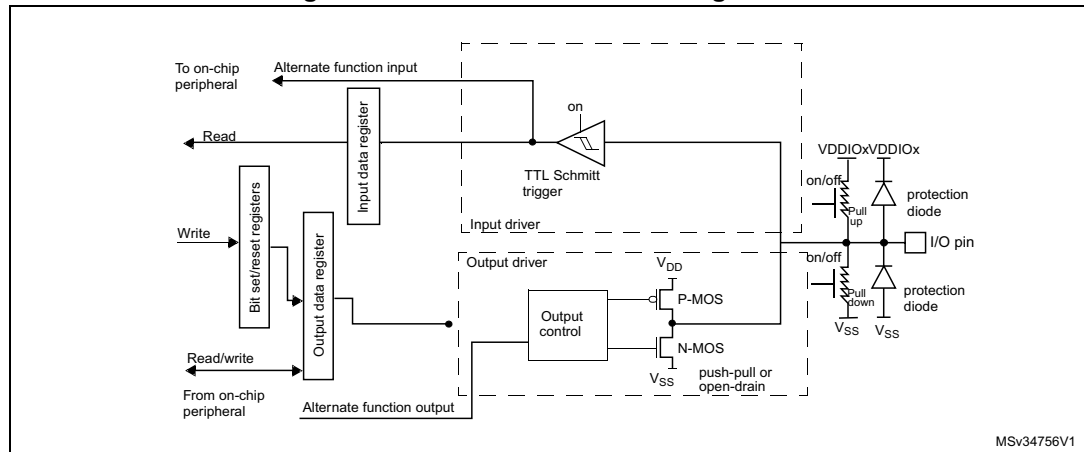 To on-chip
peripheral
Alternate function input
on
Read
Input data register
TTL Schmitt
trigger
Input driver
VDDIOx
VDDIOx
on/off
Pull
up
protection
diode
I/O pin
Write
Bit set/reset registers
Output data register
Output driver
VDD
P-MOS
Output
control
N-MOS
VSS
push-pull or
open-drain
on/off
Pull
down
protection
diode
VSS
VSS
Read/write
From on-chip
peripheral
Alternate function output
MSv34756V1